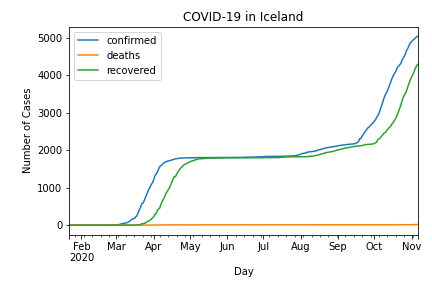 COVID-19 in Iceland
confirmed
deaths
recovered
Number of Cases
5000
4000
3000
2000
1000
0
Feb Mar Apr May Jun Jul Aug Sep Oct Nov
2020
Day